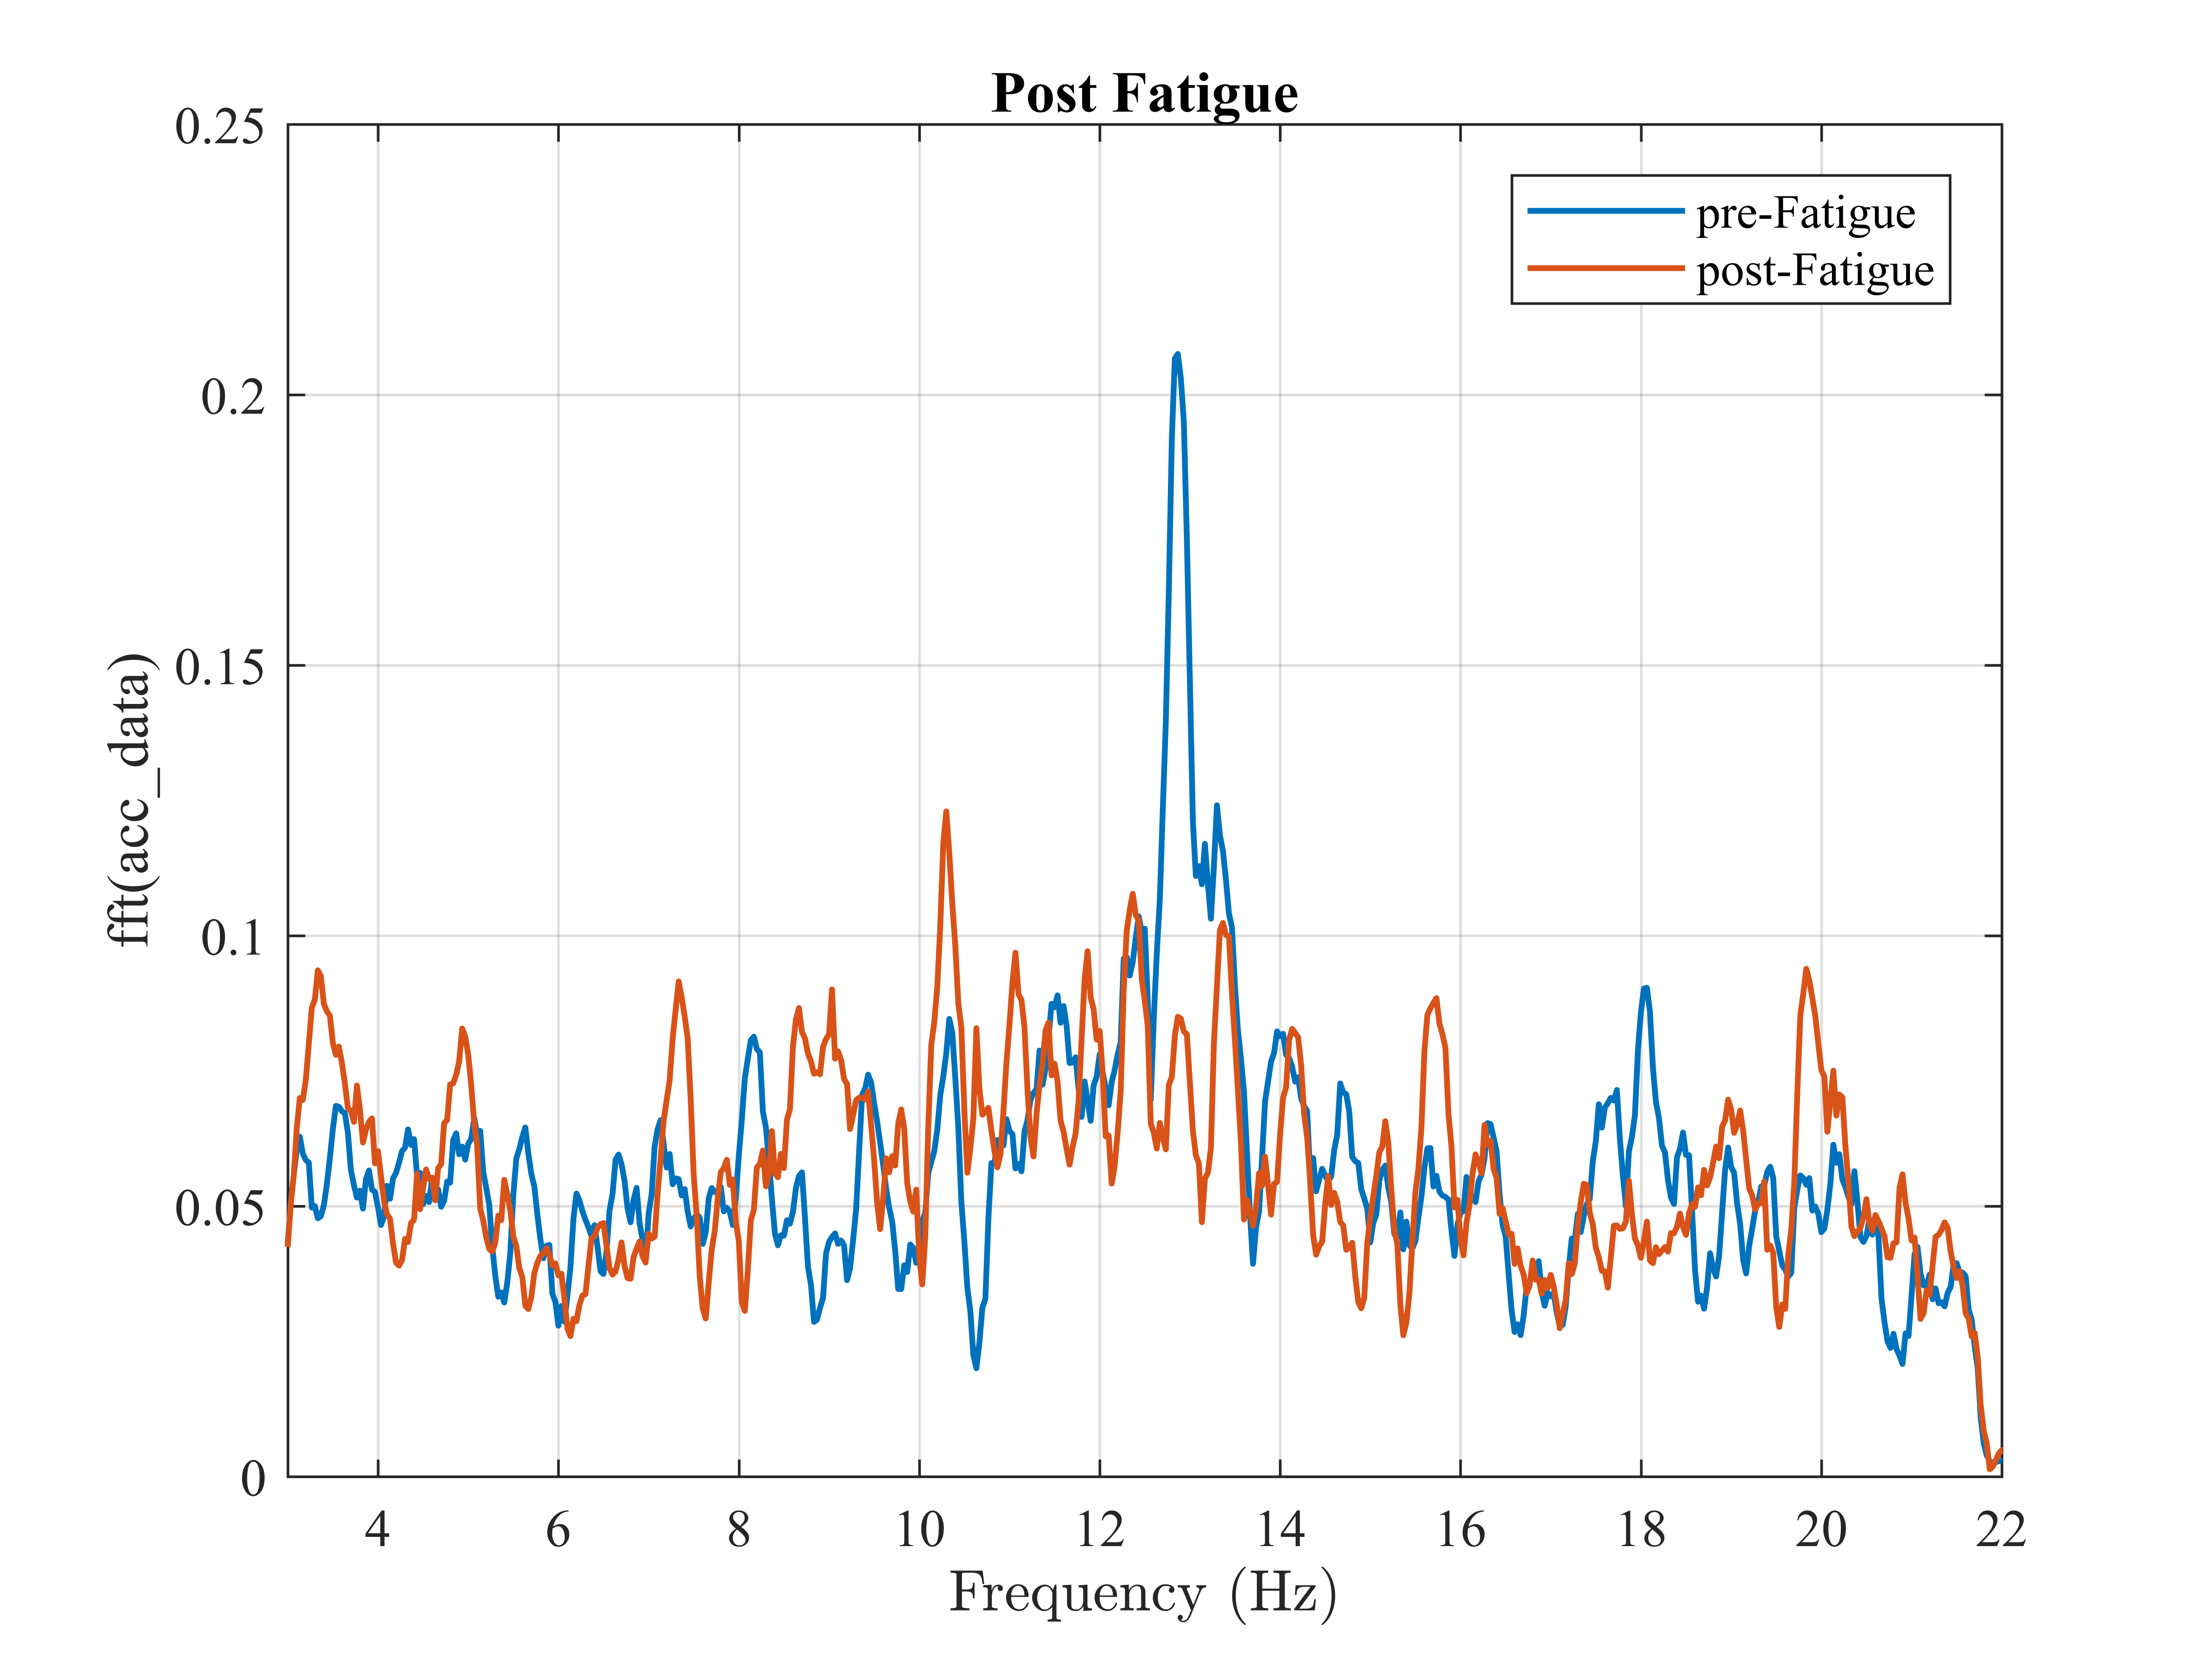 Post Fatigue
pre-Fatigue
post-Fatigue
0.25
0.2
0.15
0.1
0.05
0
fft(acc_data)
4 6 8 10 12 14 16 18 20 22
Frequency (Hz)